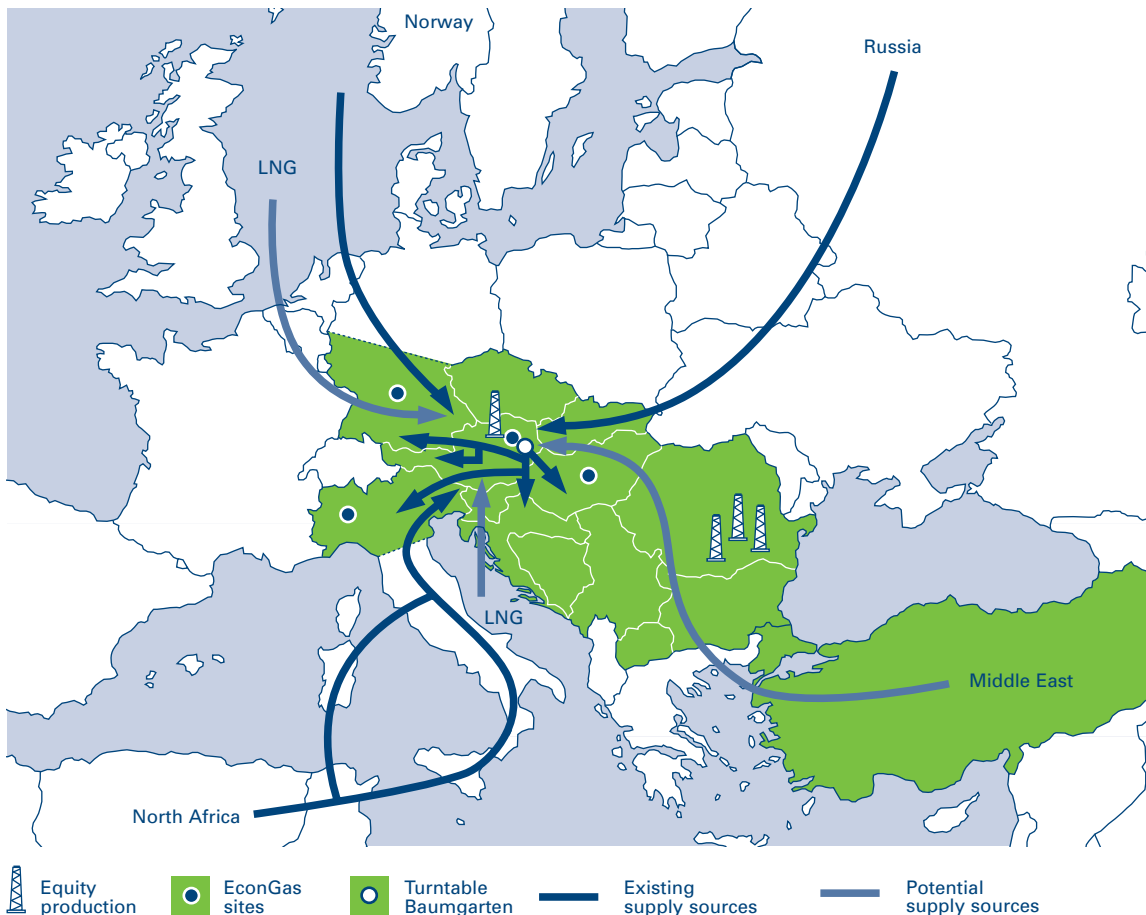 Norway
Russia
LNG
LNG
Middle East
North Africa
Equity
production
EconGas
sites
Turntable
Baumgarten
Existing
supply sources
Potential
supply sources